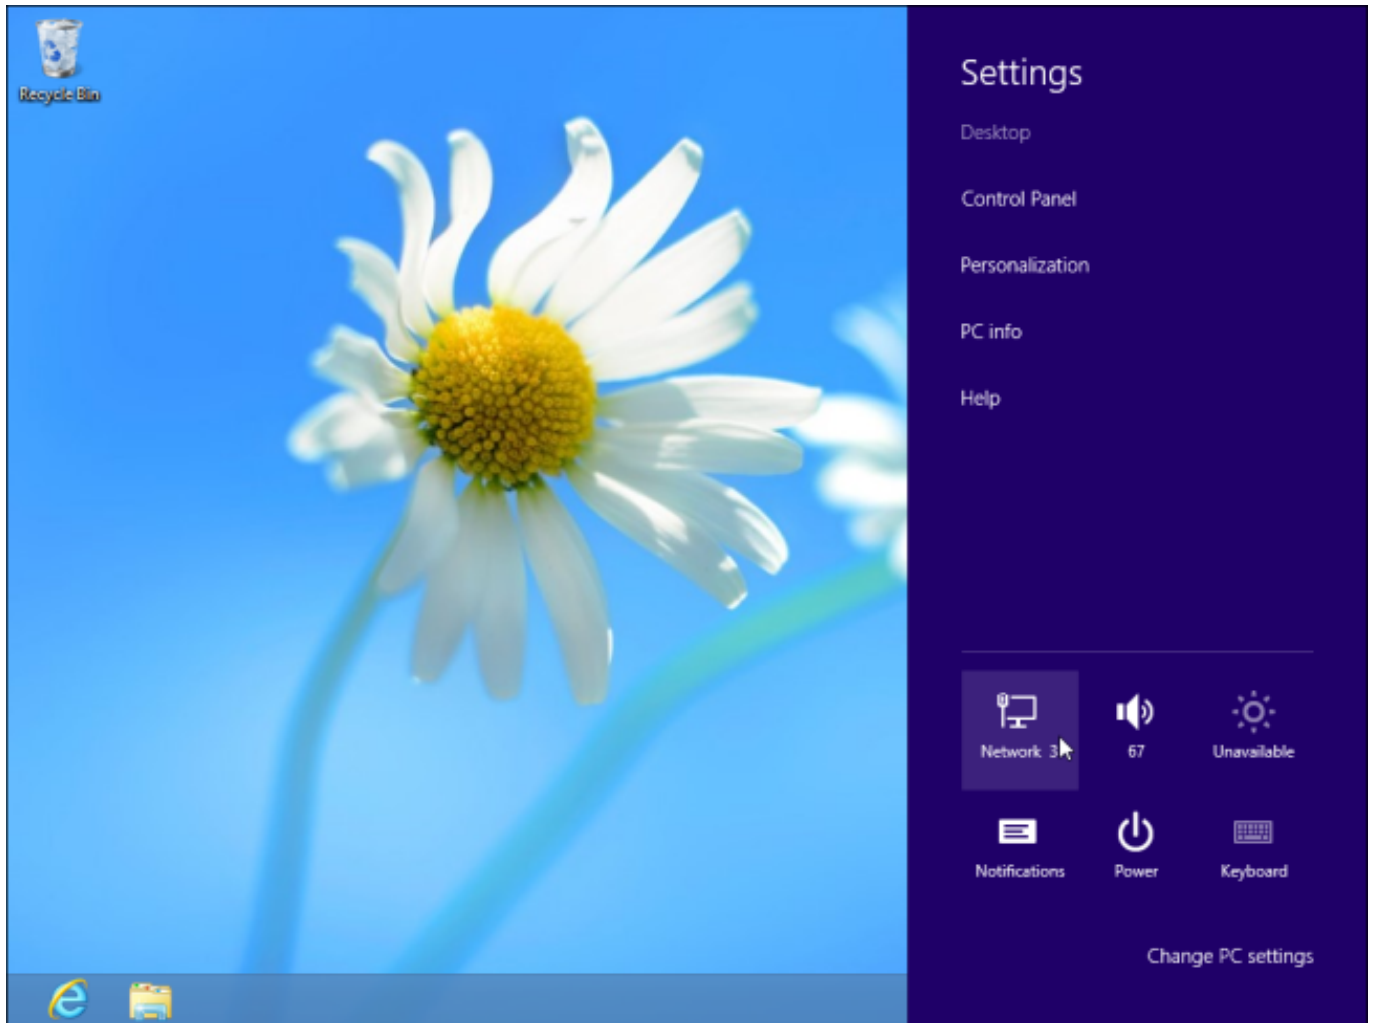 Recycle Bin
Settings
Desktop
Control Panel
Personalization
PC info
Help
Network 3
67
Unavailable
Notifications
Power
Keyboard
Change PC settings